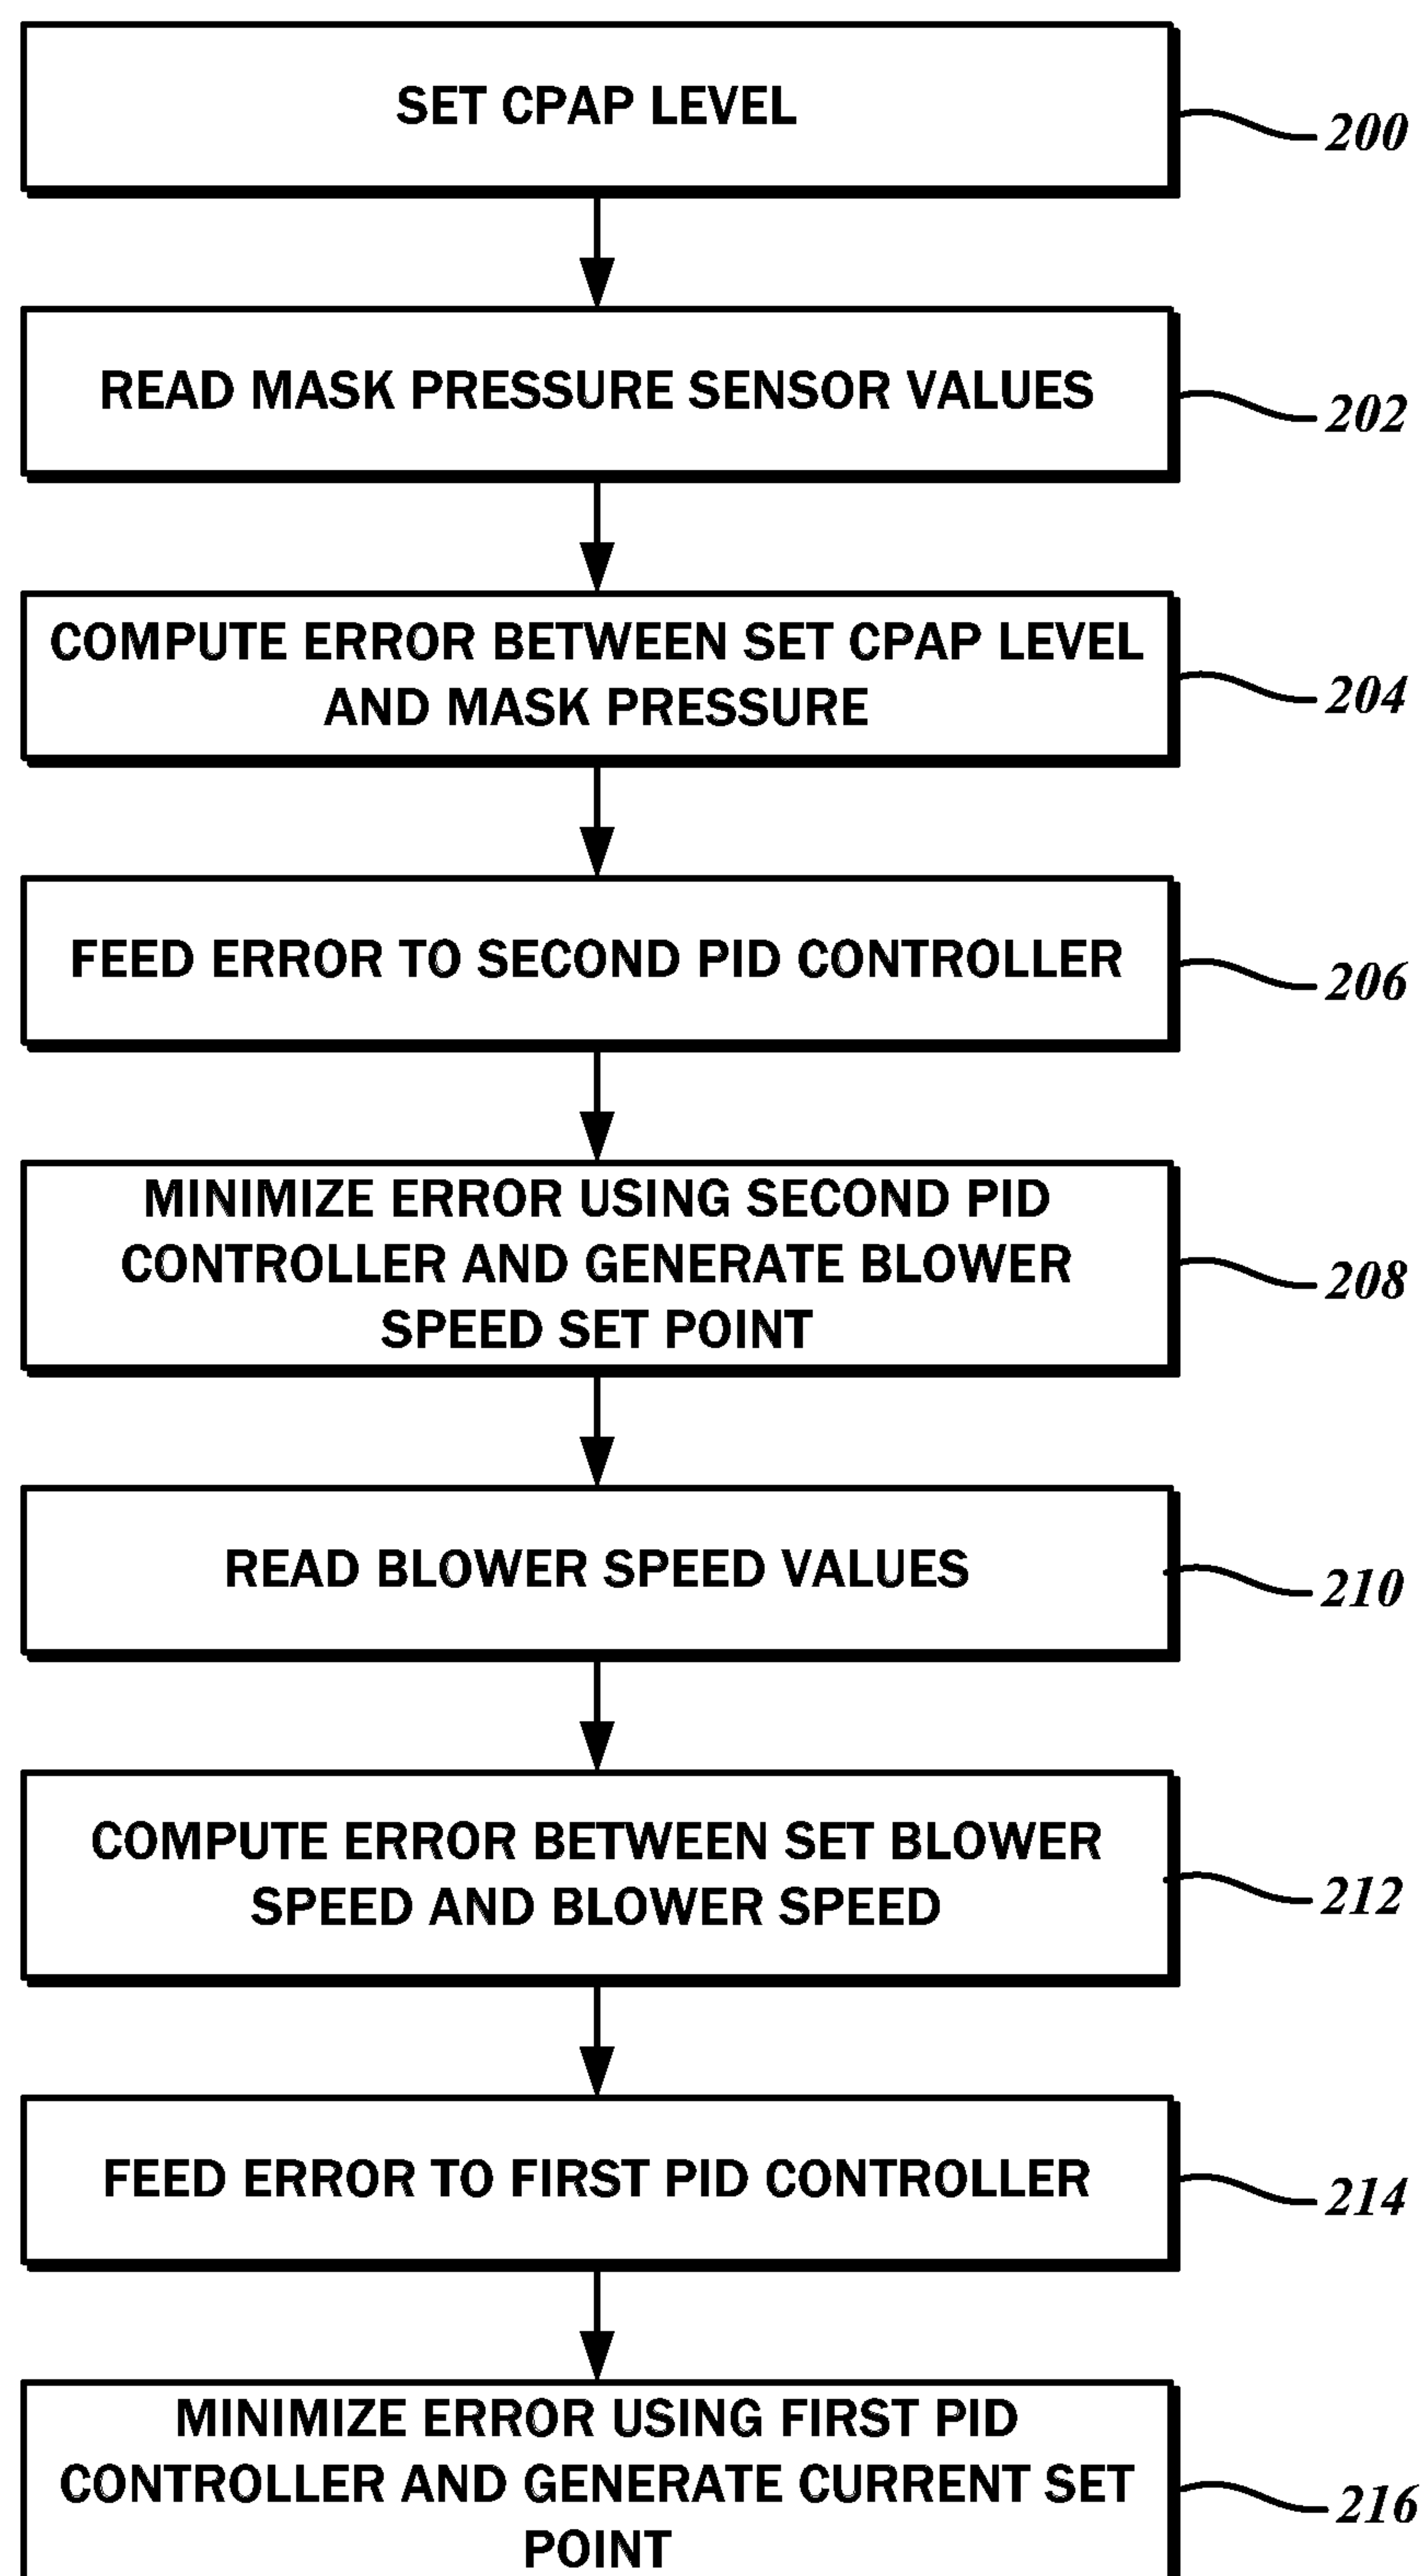 SET CPAP LEVEL
200
READ MASK PRESSURE SENSOR VALUES
202
COMPUTE ERROR BETWEEN SET CPAP LEVEL
AND MASK PRESSURE
204
FEED ERROR TO SECOND PID CONTROLLER
206
MINIMIZE ERROR USING SECOND PID
CONTROLLER AND GENERATE BLOWER
SPEED SET POINT
208
READ BLOWER SPEED VALUES
210
COMPUTE ERROR BETWEEN SET BLOWER
SPEED AND BLOWER SPEED
212
FEED ERROR TO FIRST PID CONTROLLER
214
MINIMIZE ERROR USING FIRST PID
CONTROLLER AND GENERATE CURRENT SET
POINT
216